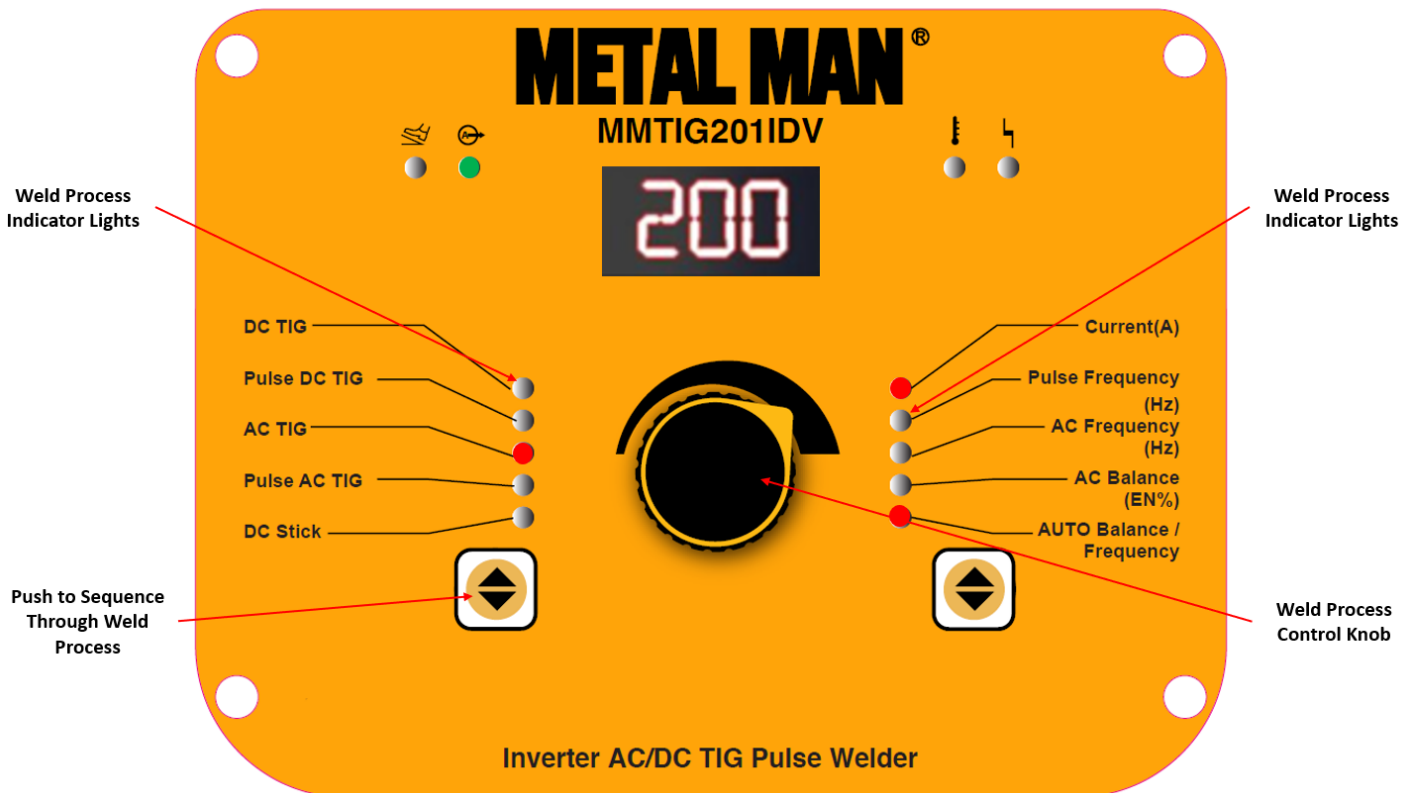 METAL MAN®
MMTIG201IDV
A
200
Weld Process
Indicator Lights
Weld Process
Indicator Lights
DC TIG
Pulse DC TIG
AC TIG
Pulse AC TIG
DC Stick
Current(A)
Pulse Frequency
(Hz)
AC Frequency
(Hz)
AC Balance
(EN%)
AUTO Balance /
Frequency
Push to Sequence
Through Weld
Process
Weld Process
Control Knob
Inverter AC/DC TIG Pulse Welder